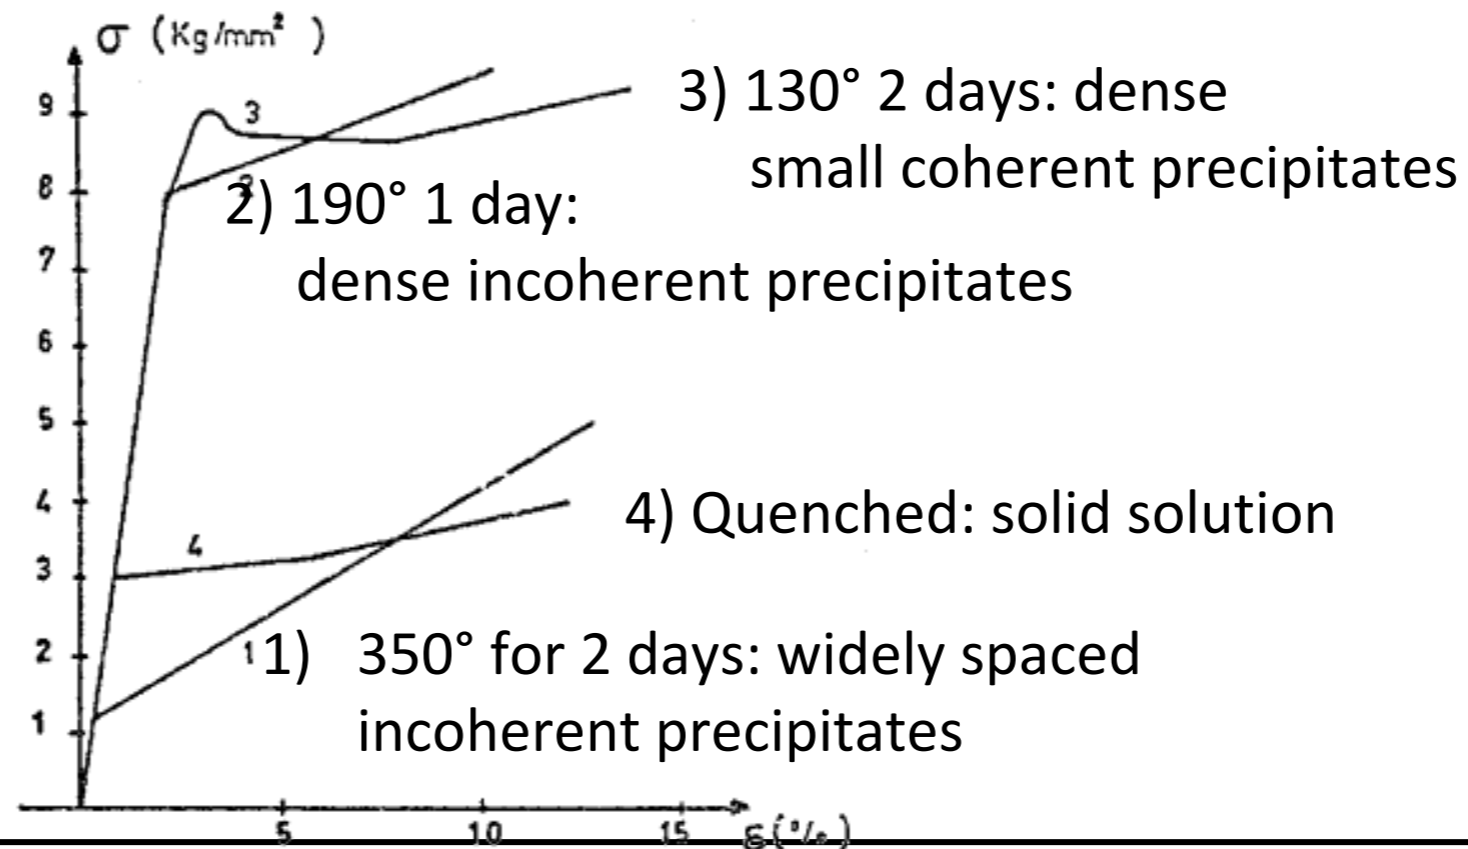 σ (Kg/mm²)
9
8
7
6
5
4
3
2
1
3
3) 130° 2 days: dense
small coherent precipitates
2
2) 190° 1 day:
dense incoherent precipitates
4
4) Quenched: solid solution
1
1) 350° for 2 days: widely spaced
incoherent precipitates
5 10 15 ε(%)